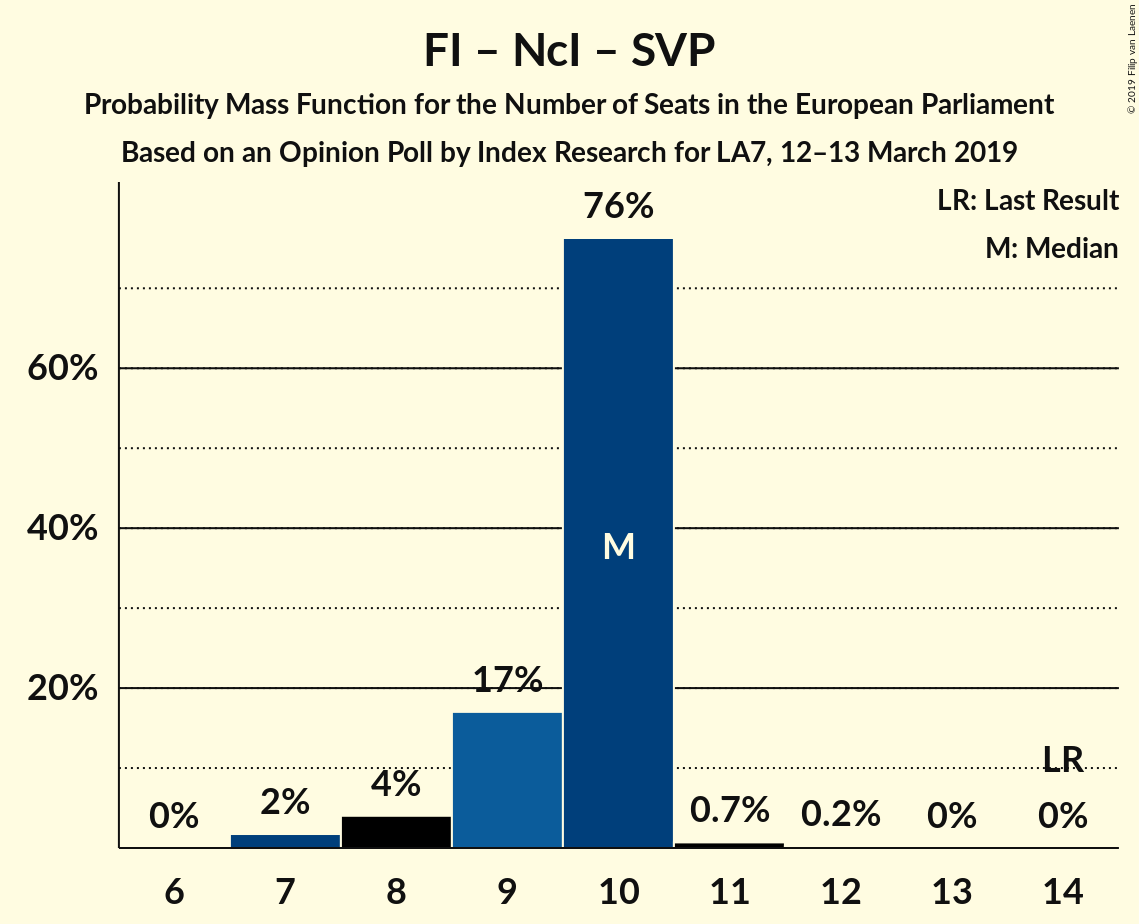 FI – NcI – SVP
Probability Mass Function for the Number of Seats in the European Parliament
Based on an Opinion Poll by Index Research for LA7, 12–13 March 2019
© 2019 Filip van Laenen
LR: Last Result
M: Median
76%
60%
40%
M
20%
17%
LR
0%
2%
4%
0.7%
0.2%
0%
0%
6 7 8 9 10 11 12 13 14